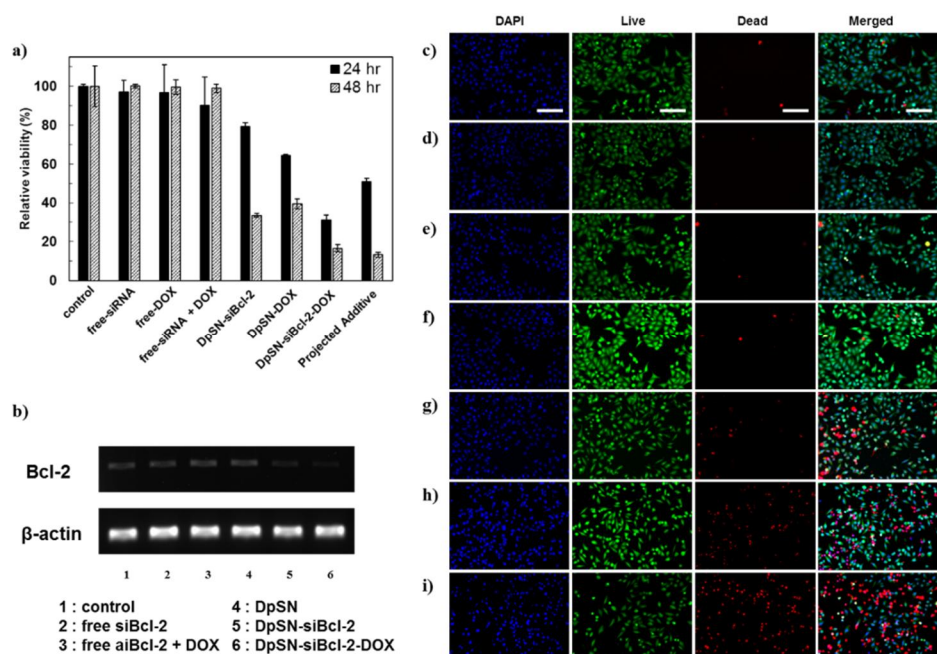 a)
Relative viability (%)
100
80
60
40
20
0
24 hr
48 hr
control
free-siRNA
free-DOX
free-siRNA + DOX
DpSN-siBcl-2
DpSN-DOX
DpSN-siBcl-2-DOX
Projected Additive
b)
Bcl-2
β-actin
1 2 3 4 5 6
1 : control
2 : free siBcl-2
3 : free aiBcl-2 + DOX
4 : DpSN
5 : DpSN-siBcl-2
6 : DpSN-siBcl-2-DOX
DAPI Live Dead Merged
c)
d)
e)
f)
g)
h)
i)